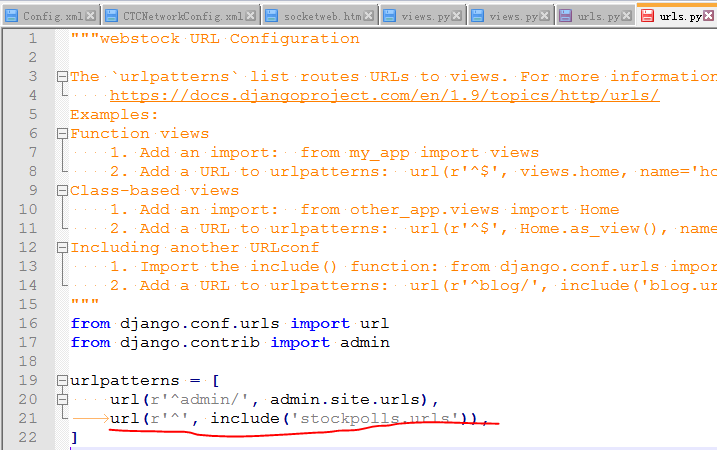 Config.xml CTCNetworkConfig.xml socketweb.htm views.py views.py urls.py urls.py
1 """webstock URL Configuration
2
3 The `urlpatterns` list routes URLs to views. For more information
4 https://docs.djangoproject.com/en/1.9/topics/http/urls/
5 Examples:
6 Function views
7 1. Add an import:  from my_app import views
8 2. Add a URL to urlpatterns:  url(r'^$', views.home, name='ho
9 Class-based views
10 1. Add an import:  from other_app.views import Home
11 2. Add a URL to urlpatterns:  url(r'^$', Home.as_view(), name
12 Including another URLconf
13 1. Import the include() function: from django.conf.urls impor
14 2. Add a URL to urlpatterns:  url(r'^blog/', include('blog.ur
15 """
16 from django.conf.urls import url
17 from django.contrib import admin
18
19 urlpatterns = [
20 url(r'^admin/', admin.site.urls),
21 url(r'^', include('stockpolls.urls')),
22 ]